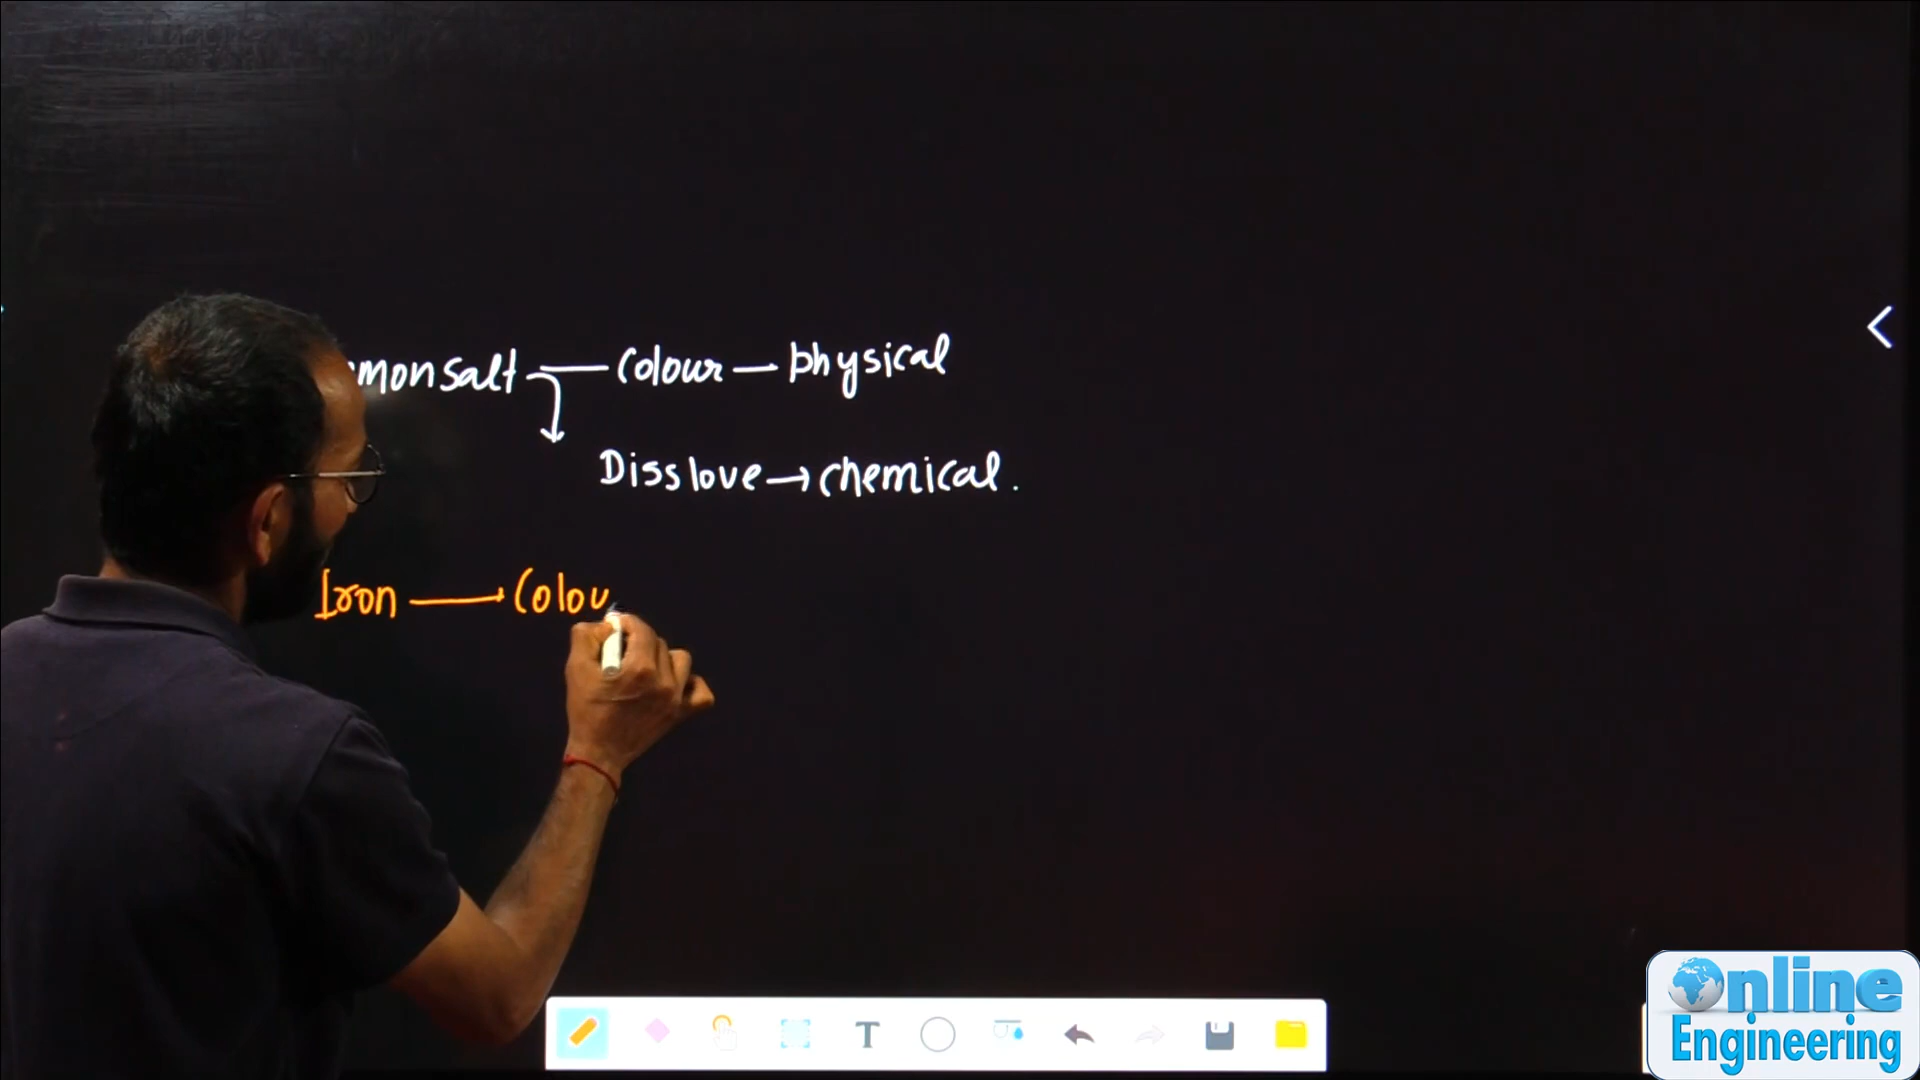 monsalt — Colour — physical
Disslove → chemical.
Iron → Colou
T
Online
Engineering